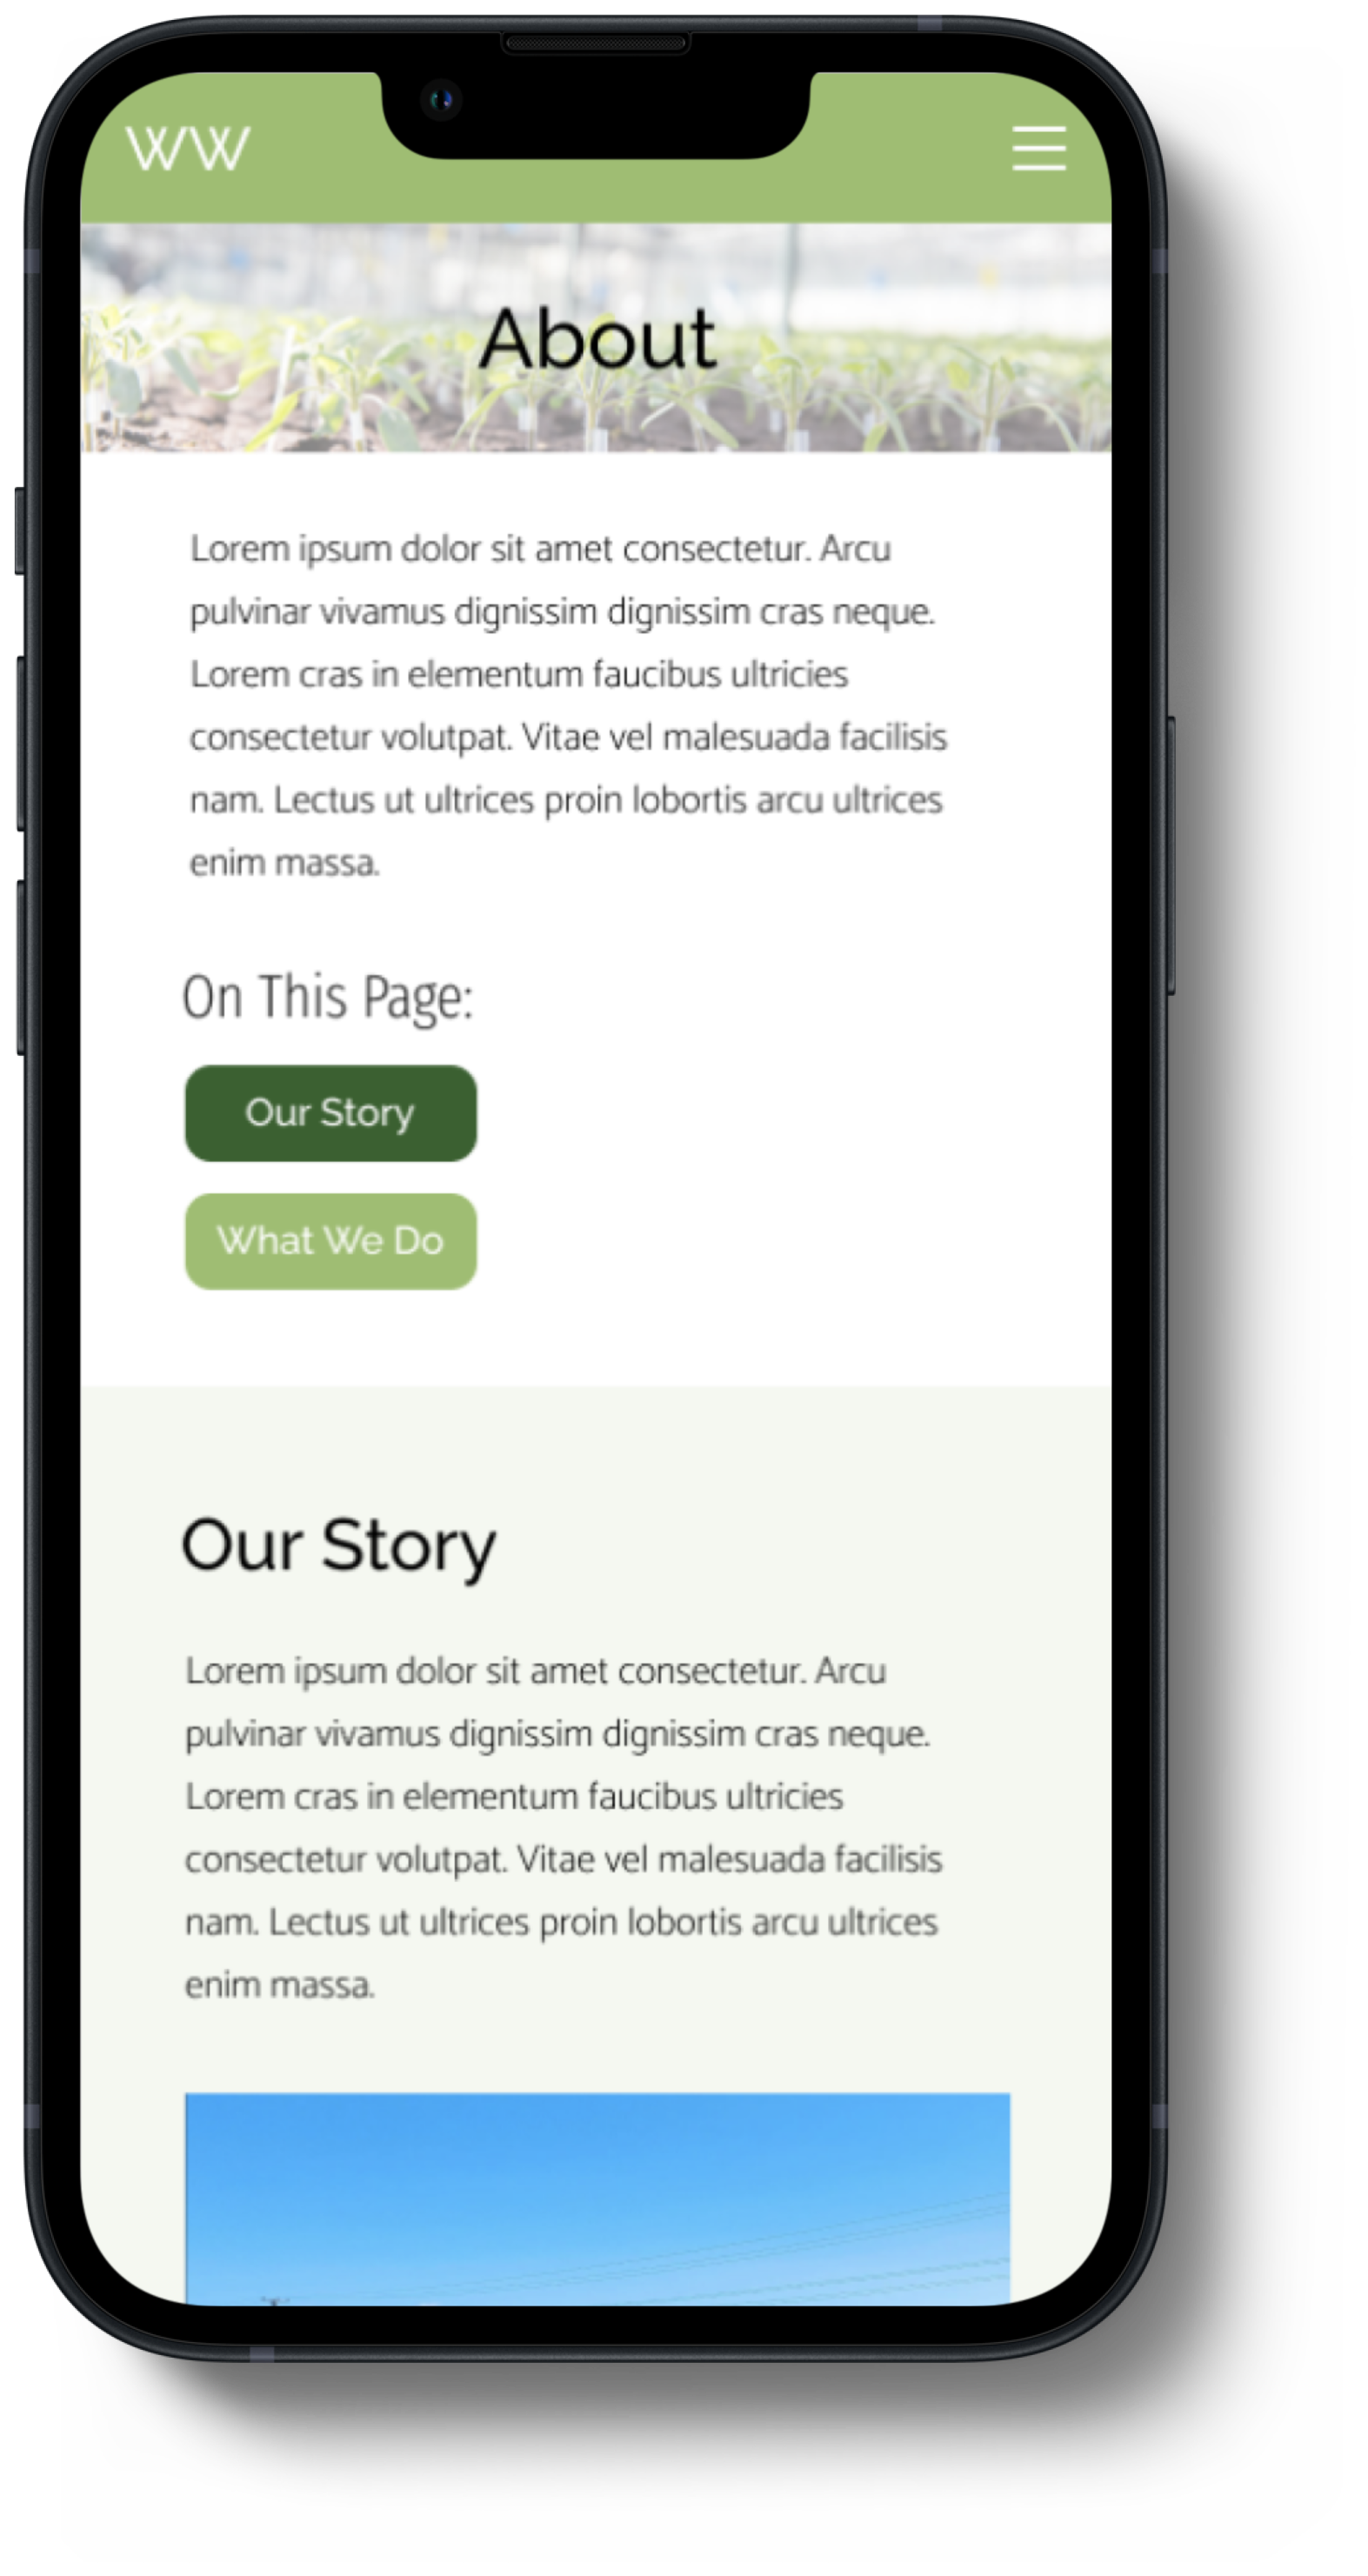 WW
About
Lorem ipsum dolor sit amet consectetur. Arcu
pulvinar vivamus dignissim dignissim cras neque.
Lorem cras in elementum faucibus ultricies
consectetur volutpat. Vitae vel malesuada facilisis
nam. Lectus ut ultrices proin lobortis arcu ultrices
enim massa.
On This Page:
Our Story
What We Do
Our Story
Lorem ipsum dolor sit amet consectetur. Arcu
pulvinar vivamus dignissim dignissim cras neque.
Lorem cras in elementum faucibus ultricies
consectetur volutpat. Vitae vel malesuada facilisis
nam. Lectus ut ultrices proin lobortis arcu ultrices
enim massa.